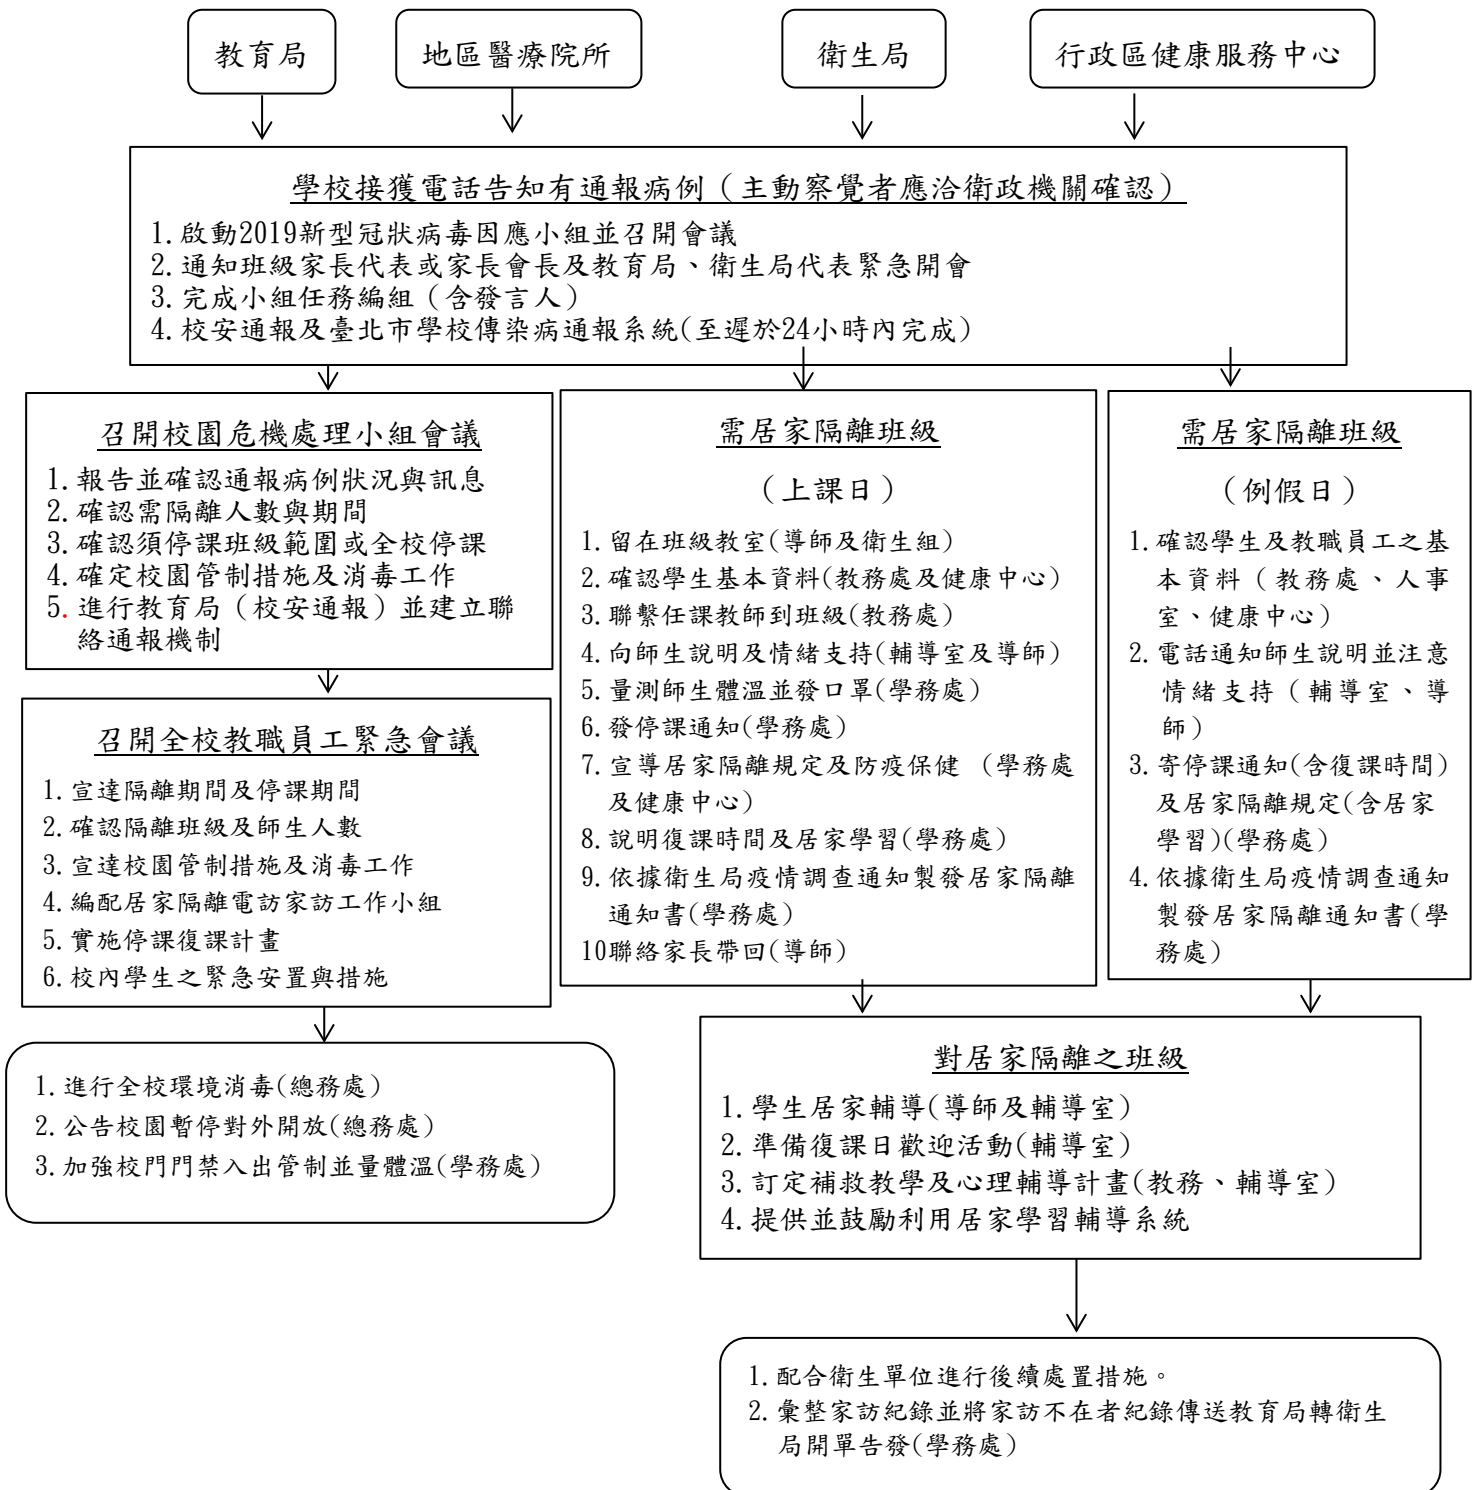 教育局
地區醫療院所
衛生局
行政區健康服務中心
學校接獲電話告知有通報病例（主動察覺者應洽衛政機關確認）
1.啟動2019新型冠狀病毒因應小組並召開會議
2.通知班級家長代表或家長會長及教育局、衛生局代表緊急開會
3.完成小組任務編組（含發言人）
4.校安通報及臺北市學校傳染病通報系統(至遲於24小時內完成)
召開校園危機處理小組會議
1.報告並確認通報病例狀況與訊息
2.確認需隔離人數與期間
3.確認須停課班級範圍或全校停課
4.確定校園管制措施及消毒工作
5.進行教育局（校安通報）並建立聯
絡通報機制
召開全校教職員工緊急會議
1.宣達隔離期間及停課期間
2.確認隔離班級及師生人數
3.宣達校園管制措施及消毒工作
4.編配居家隔離電訪家訪工作小組
5.實施停課復課計畫
6.校內學生之緊急安置與措施
1.進行全校環境消毒(總務處)
2.公告校園暫停對外開放(總務處)
3.加強校門門禁入出管制並量體溫(學務處)
需居家隔離班級
（上課日）
1.留在班級教室(導師及衛生組)
2.確認學生基本資料(教務處及健康中心)
3.聯繫任課教師到班級(教務處)
4.向師生說明及情緒支持(輔導室及導師)
5.量測師生體溫並發口罩(學務處)
6.發停課通知(學務處)
7.宣導居家隔離規定及防疫保健 (學務處
及健康中心)
8.說明復課時間及居家學習(學務處)
9.依據衛生局疫情調查通知製發居家隔離
通知書(學務處)
10聯絡家長帶回(導師)
需居家隔離班級
（例假日）
1.確認學生及教職員工之基
本資料（教務處、人事
室、健康中心）
2.電話通知師生說明並注意
情緒支持（輔導室、導
師）
3.寄停課通知(含復課時間)
及居家隔離規定(含居家
學習)(學務處)
4.依據衛生局疫情調查通知
製發居家隔離通知書(學
務處)
對居家隔離之班級
1.學生居家輔導(導師及輔導室)
2.準備復課日歡迎活動(輔導室)
3.訂定補救教學及心理輔導計畫(教務、輔導室)
4.提供並鼓勵利用居家學習輔導系統
1.配合衛生單位進行後續處置措施。
2.彙整家訪紀錄並將家訪不在者紀錄傳送教育局轉衛生
局開單告發(學務處)